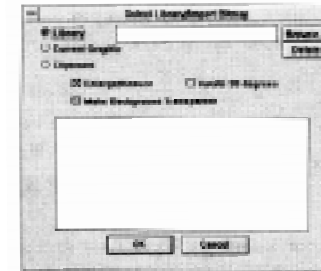 Select Library/Import Bitmap
Library
Browse...
Current Graphic
Delete
Clipboard
Enlarge/Reduce
Rotate 90 degrees
Make Background Transparent
OK
Cancel